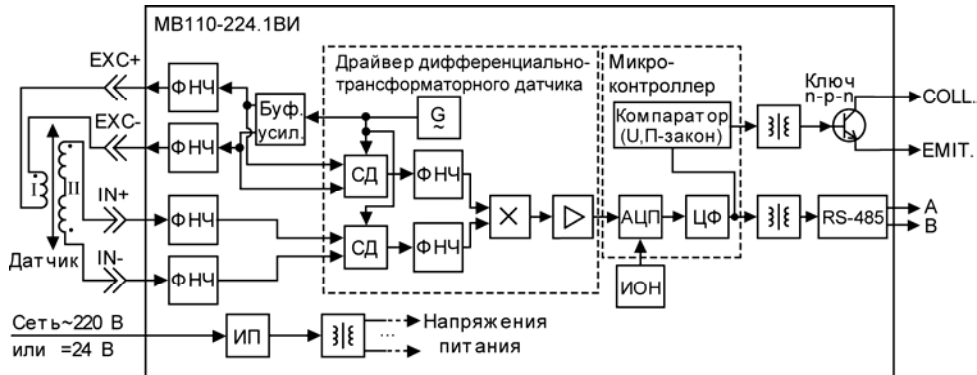 МВ110-224.1ВИ
EXC+
ФНЧ
Драйвер дифференциально-
трансформаторного датчика
Микро-
контроллер
Ключ
n-p-n
COLL.
Буф.
усил.
G
~
Компаратор
(U,П-закон)
EXC-
ФНЧ
EMIT.
СД
ФНЧ
I
II
IN+
ФНЧ
X
АЦП
ЦФ
RS-485
A
B
СД
ФНЧ
Датчик
IN-
ФНЧ
ИОН
Сеть~220 В
или =24 В
ИП
...
Напряжения
питания